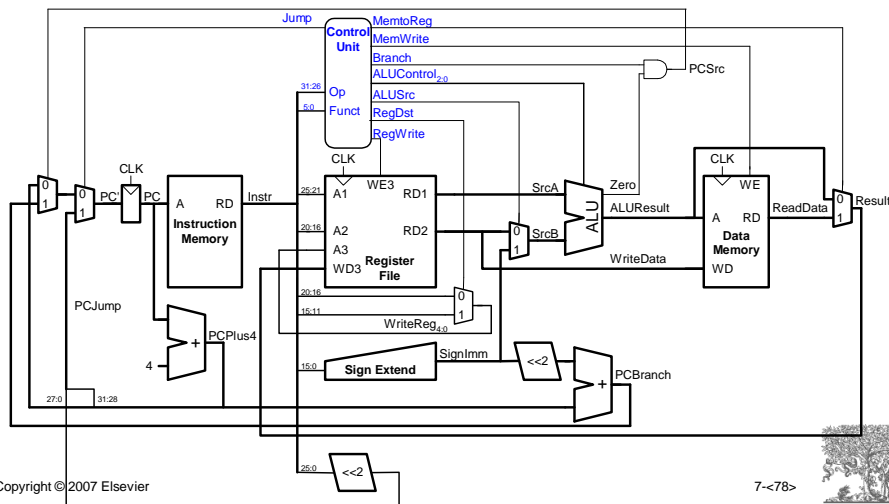 Jump
Control
Unit
MemtoReg
MemWrite
Branch
ALUControl2:0
ALUSrc
RegDst
RegWrite
PCSrc
31:26
Op
5:0
Funct
CLK
CLK
CLK
0
1
0
1
PC'
PC
A
RD
Instruction
Memory
Instr
25:21
A1
WE3
RD1
20:16
A2
RD2
A3
WD3
Register
File
SrcA
0
1
SrcB
ALU
Zero
ALUResult
WriteData
WE
A
RD
Data
Memory
WD
ReadData
0
1
Result
20:16
0
15:11
1
WriteReg4:0
PCJump
+
PCPlus4
4
SignImm
15:0
Sign Extend
<<2
+
PCBranch
27:0
31:28
25:0
<<2
Copyright © 2007 Elsevier
7-<78>